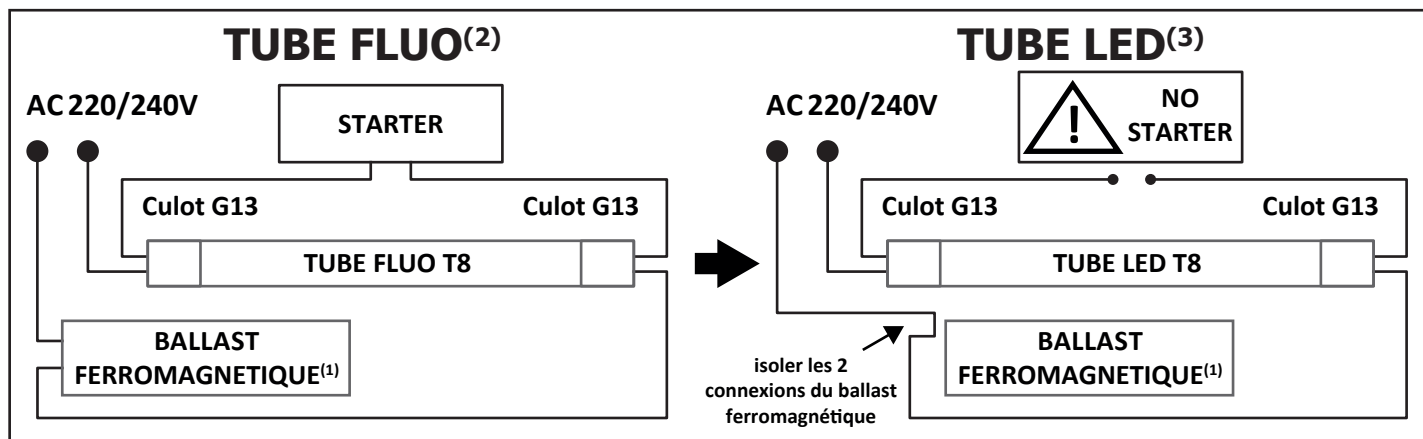 TUBE FLUO(2)
AC 220/240V
STARTER
Culot G13
Culot G13
TUBE FLUO T8
BALLAST
FERROMAGNETIQUE(1)
TUBE LED(3)
AC 220/240V
!
NO
STARTER
Culot G13
Culot G13
TUBE LED T8
isoler les 2
connexions du ballast
ferromagnétique
BALLAST
FERROMAGNETIQUE(1)